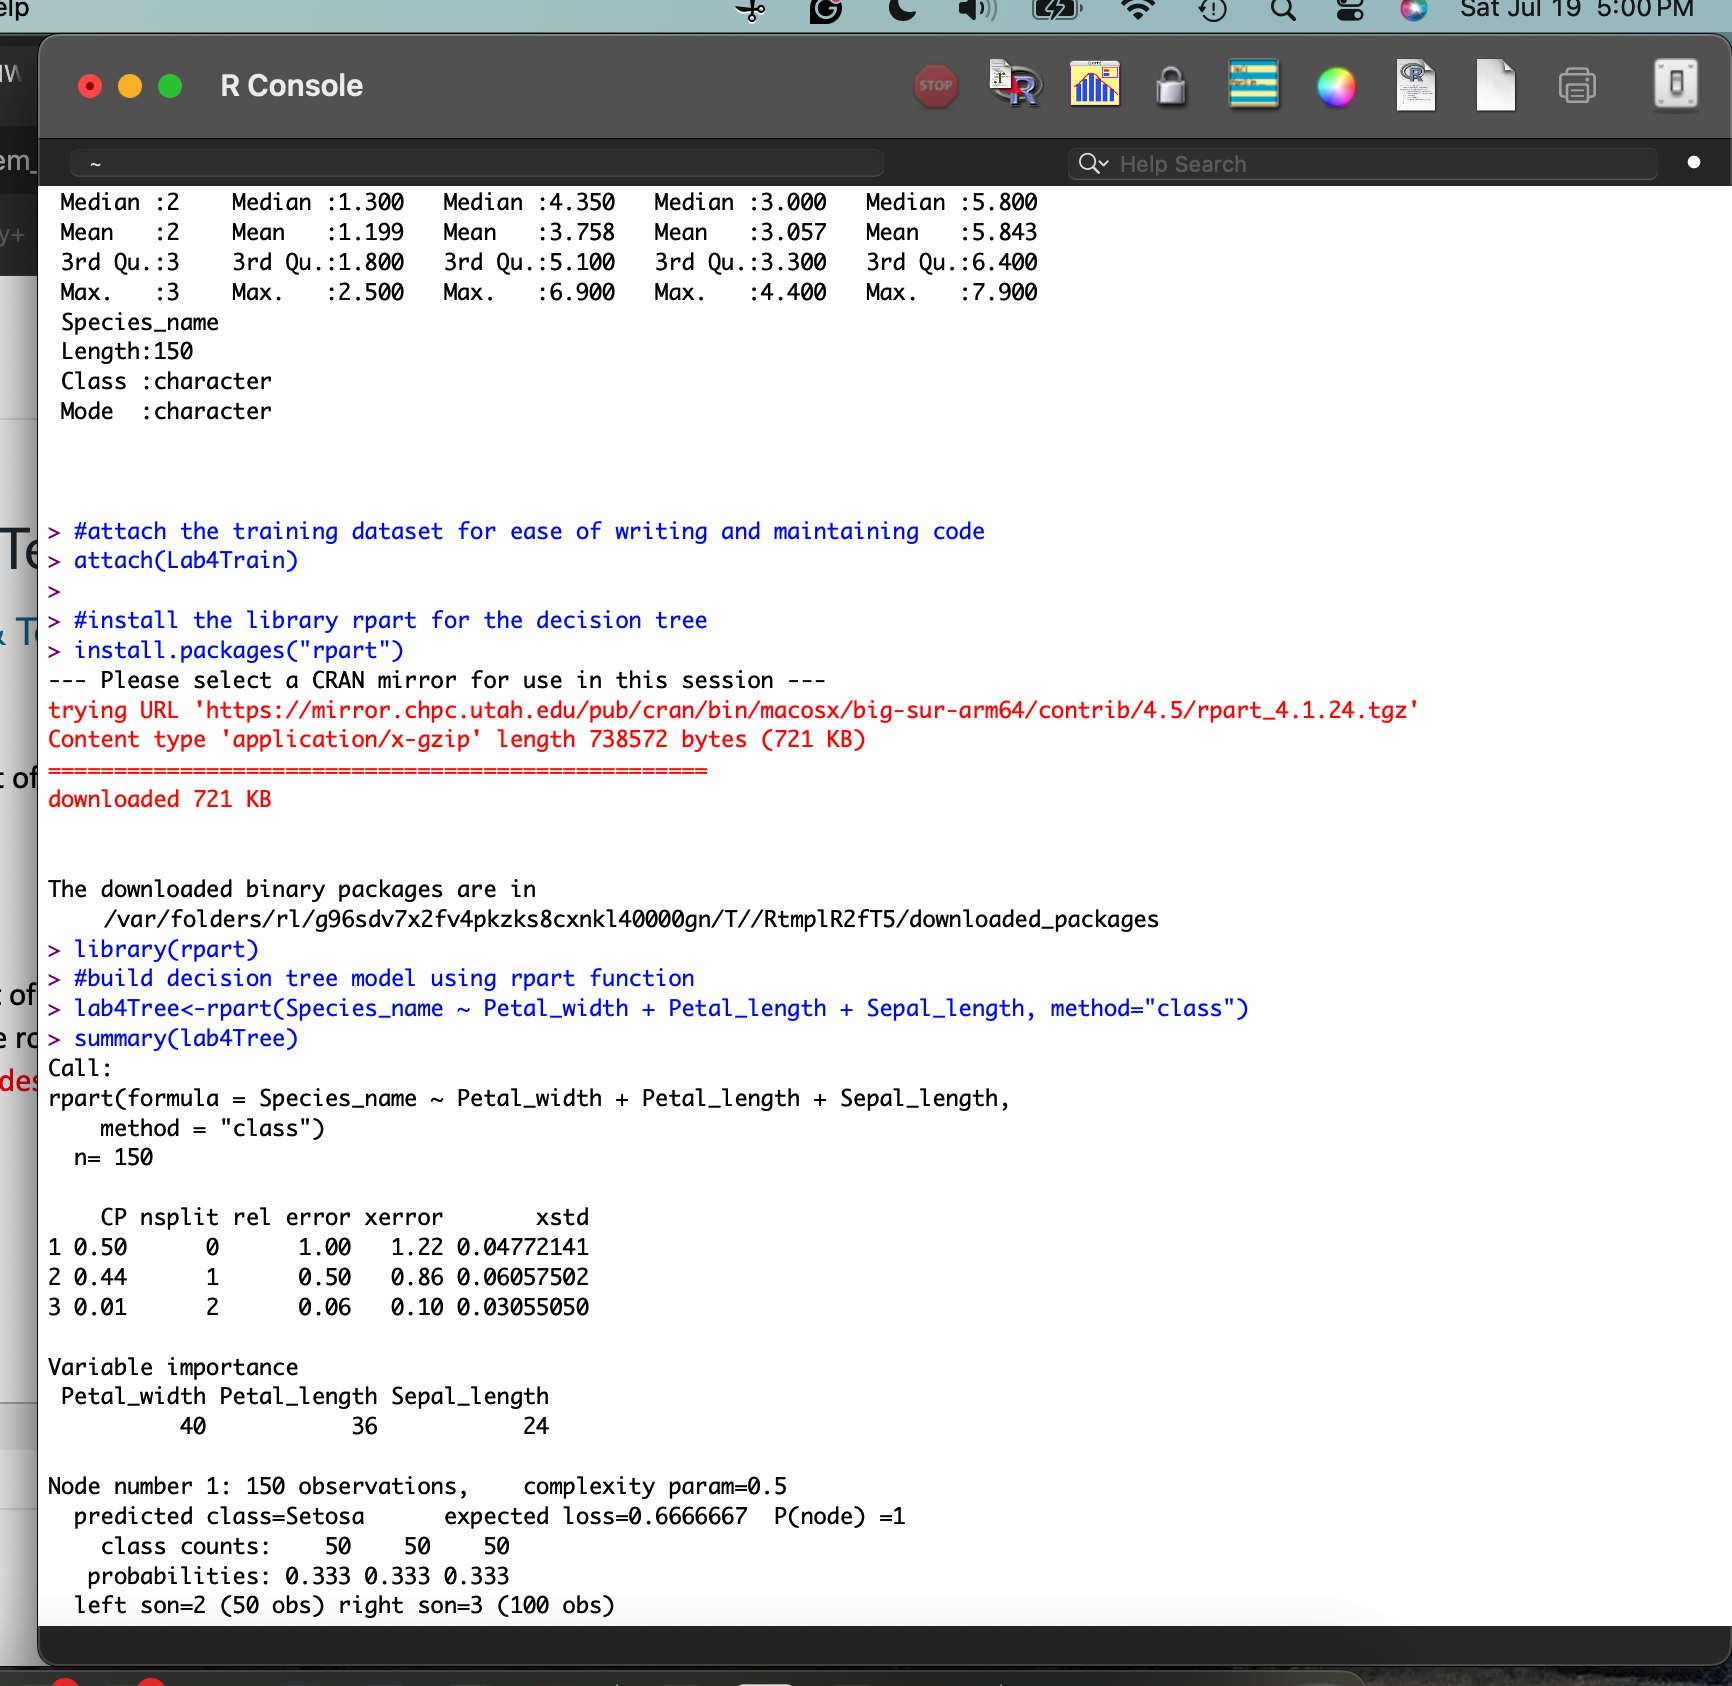 elp
Sat Jul 19 5:00 PM
R Console
STOP
~
Help Search
em_
y+
Te
& T
t of
of
e ro
des
Median :2    Median :1.300   Median :4.350   Median :3.000   Median :5.800
Mean   :2    Mean   :1.199   Mean   :3.758   Mean   :3.057   Mean   :5.843
3rd Qu.:3    3rd Qu.:1.800   3rd Qu.:5.100   3rd Qu.:3.300   3rd Qu.:6.400
Max.   :3    Max.   :2.500   Max.   :6.900   Max.   :4.400   Max.   :7.900
Species_name
Length:150
Class :character
Mode  :character
> #attach the training dataset for ease of writing and maintaining code
> attach(Lab4Train)
>
> #install the library rpart for the decision tree
> install.packages("rpart")
--- Please select a CRAN mirror for use in this session ---
trying URL 'https://mirror.chpc.utah.edu/pub/cran/bin/macosx/big-sur-arm64/contrib/4.5/rpart_4.1.24.tgz'
Content type 'application/x-gzip' length 738572 bytes (721 KB)
==================================================
downloaded 721 KB
The downloaded binary packages are in
/var/folders/rl/g96sdv7x2fv4pkzks8cxnkl40000gn/T//RtmplR2fT5/downloaded_packages
> library(rpart)
> #build decision tree model using rpart function
> lab4Tree<-rpart(Species_name ~ Petal_width + Petal_length + Sepal_length, method="class")
> summary(lab4Tree)
Call:
rpart(formula = Species_name ~ Petal_width + Petal_length + Sepal_length,
    method = "class")
  n= 150
    CP nsplit rel error xerror       xstd
1 0.50      0      1.00   1.22 0.04772141
2 0.44      1      0.50   0.86 0.06057502
3 0.01      2      0.06   0.10 0.03055050
Variable importance
 Petal_width Petal_length Sepal_length
          40           36           24
Node number 1: 150 observations,    complexity param=0.5
  predicted class=Setosa      expected loss=0.6666667  P(node) =1
    class counts:    50    50    50
   probabilities: 0.333 0.333 0.333
  left son=2 (50 obs) right son=3 (100 obs)